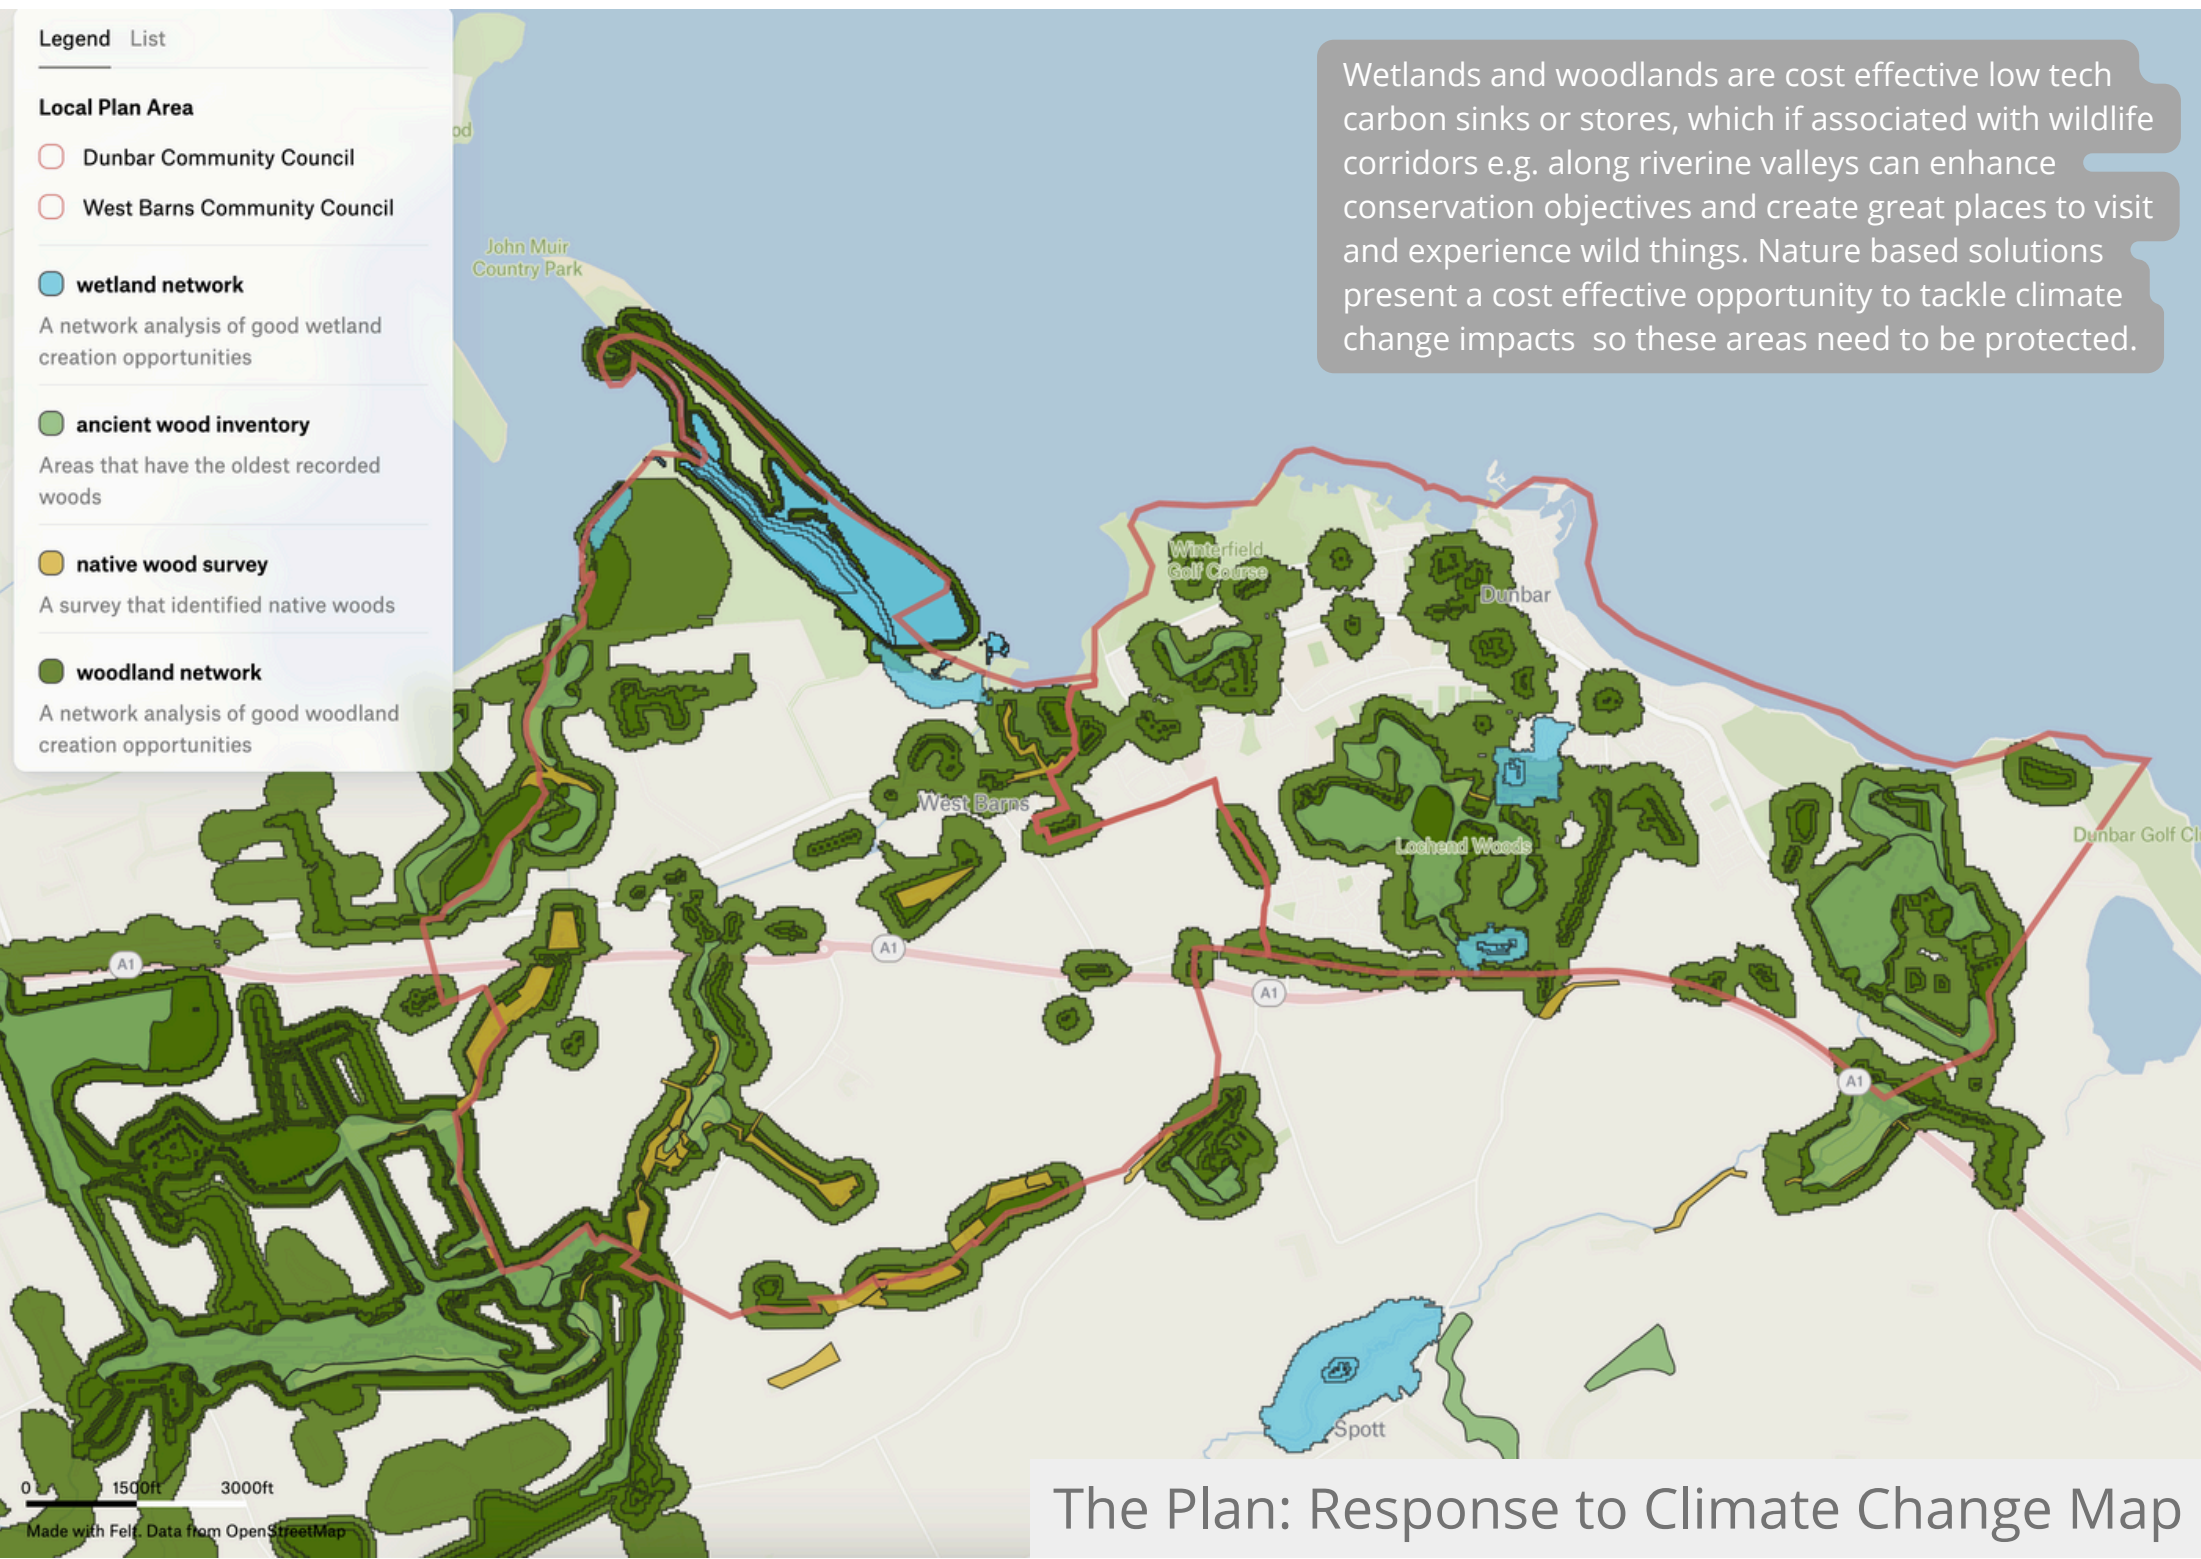 Legend List
Local Plan Area
Dunbar Community Council
West Barns Community Council
wetland network
A network analysis of good wetland
creation opportunities
ancient wood inventory
Areas that have the oldest recorded
woods
native wood survey
A survey that identified native woods
woodland network
A network analysis of good woodland
creation opportunities
Wetlands and woodlands are cost effective low tech
carbon sinks or stores, which if associated with wildlife
corridors e.g. along riverine valleys can enhance
conservation objectives and create great places to visit
and experience wild things. Nature based solutions
present a cost effective opportunity to tackle climate
change impacts  so these areas need to be protected.
od
John Muir
Country Park
Winterfield
Golf Course
Dunbar
West Barns
Lochend Woods
Dunbar Golf Cl
A1
A1
A1
A1
Spott
0 1500ft 3000ft
Made with Felt. Data from OpenStreetMap
The Plan: Response to Climate Change Map